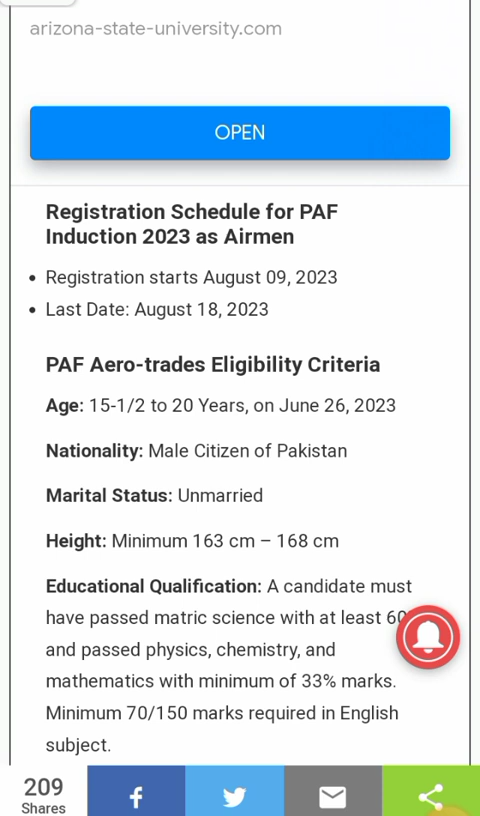 arizona-state-university.com
OPEN
Registration Schedule for PAF
Induction 2023 as Airmen
• Registration starts August 09, 2023
• Last Date: August 18, 2023
PAF Aero-trades Eligibility Criteria
Age: 15-1/2 to 20 Years, on June 26, 2023
Nationality: Male Citizen of Pakistan
Marital Status: Unmarried
Height: Minimum 163 cm – 168 cm
Educational Qualification: A candidate must
have passed matric science with at least 60
and passed physics, chemistry, and
mathematics with minimum of 33% marks.
Minimum 70/150 marks required in English
subject.
209
Shares